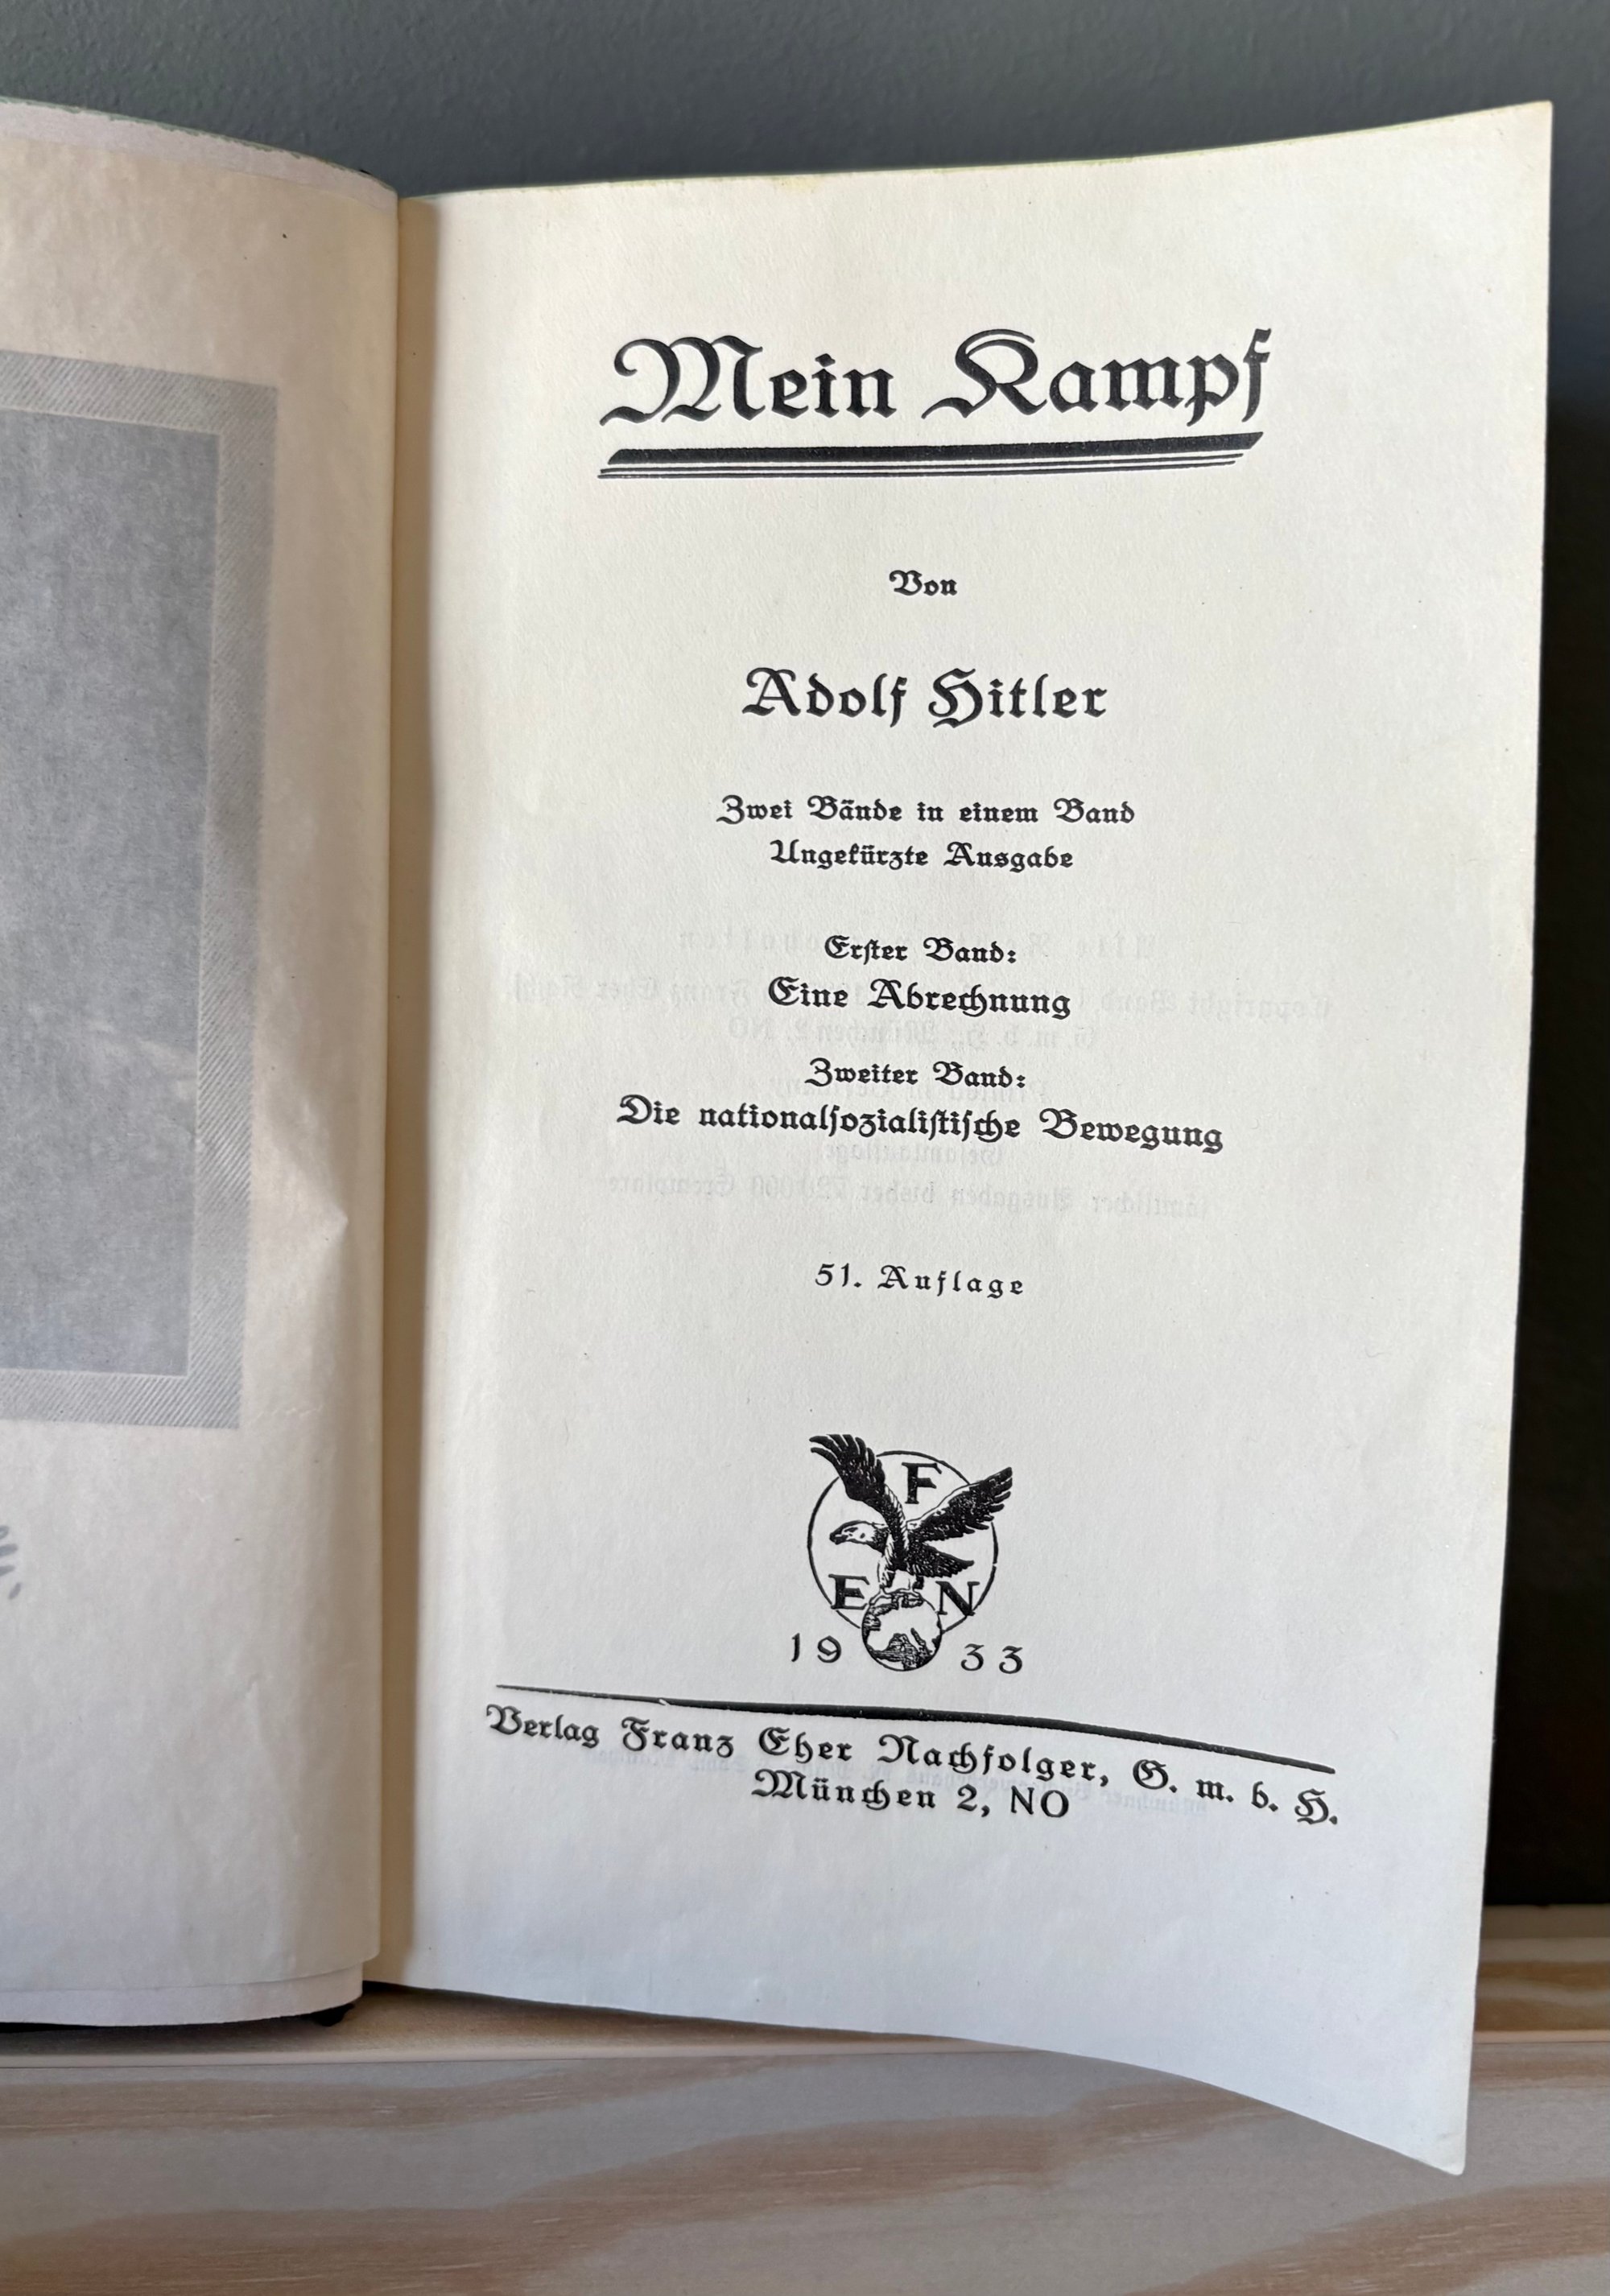 Mein Kampf
Von
Adolf Hitler
Zwei Bände in einem Band
Ungekürzte Ausgabe
Erster Band:
Eine Abrechnung
Zweiter Band:
Die nationalsozialistische Bewegung
51. Auflage
F
E N
19 33
Verlag Franz Eher Nachfolger, G. m. b. H.
München 2, NO